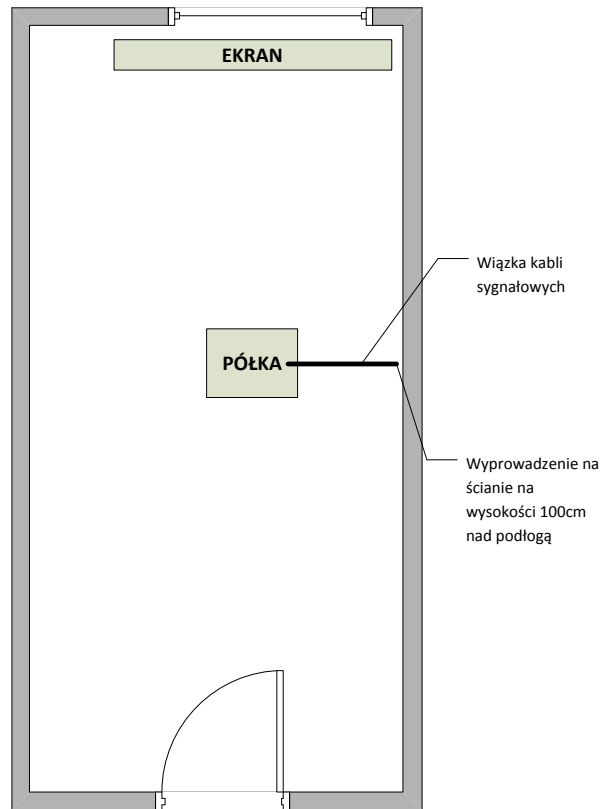 EKRAN
Wiązka kabli
sygnałowych
PÓŁKA
Wyprowadzenie na
ścianie na
wysokości 100cm
nad podłogą